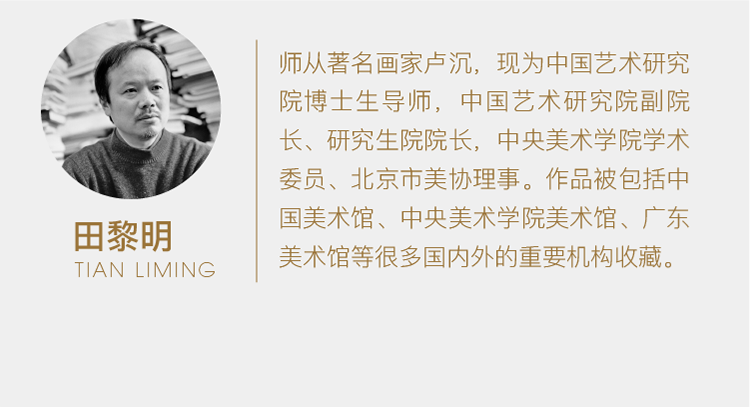 田黎明
TIAN LIMING
师从著名画家卢沉，现为中国艺术研究
院博士生导师，中国艺术研究院副院
长、研究生院院长，中央美术学院学术
委员、北京市美协理事。作品被包括中
国美术馆、中央美术学院美术馆、广东
美术馆等很多国内外的重要机构收藏。